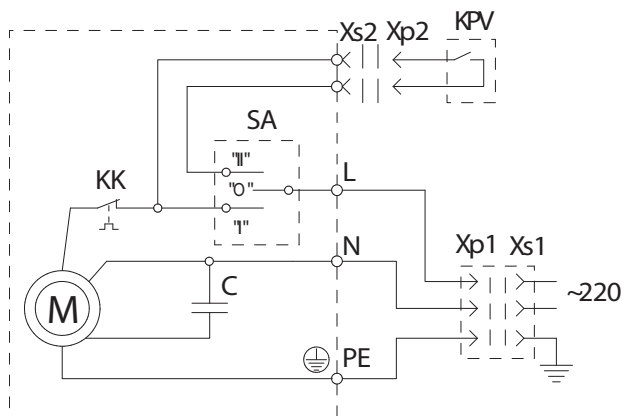 Xs2 Xp2 KPV
SA
"II"
KK
"0"
L
"I"
N
Xp1 Xs1
C
~220
M
PE